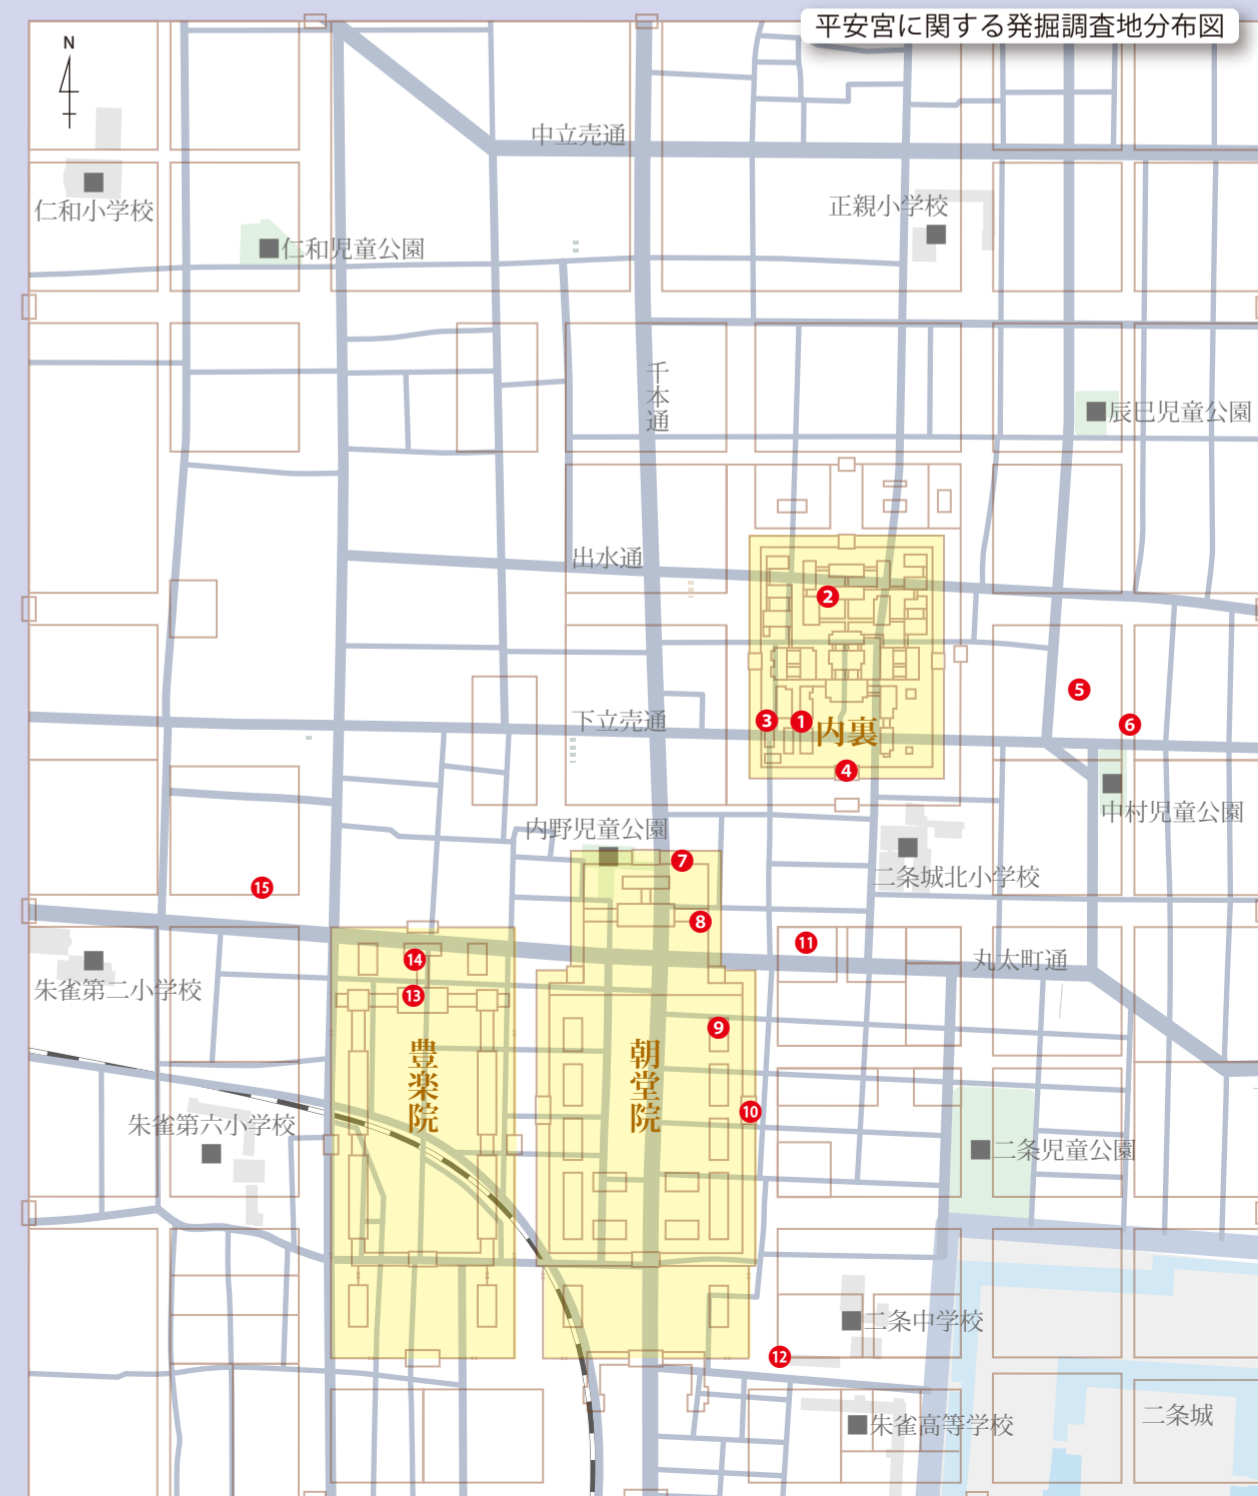 平安宮に関する発掘調査地分布図
N
中立売通
仁和小学校
正親小学校
仁和児童公園
千本通
辰巳児童公園
出水通
2
5
下立売通
3
1
内裏
6
4
中村児童公園
内野児童公園
7
二条城北小学校
15
8
11
丸太町通
14
朱雀第二小学校
13
9
豊楽院
朝堂院
10
朱雀第六小学校
二条児童公園
二条中学校
12
二条城
朱雀高等学校